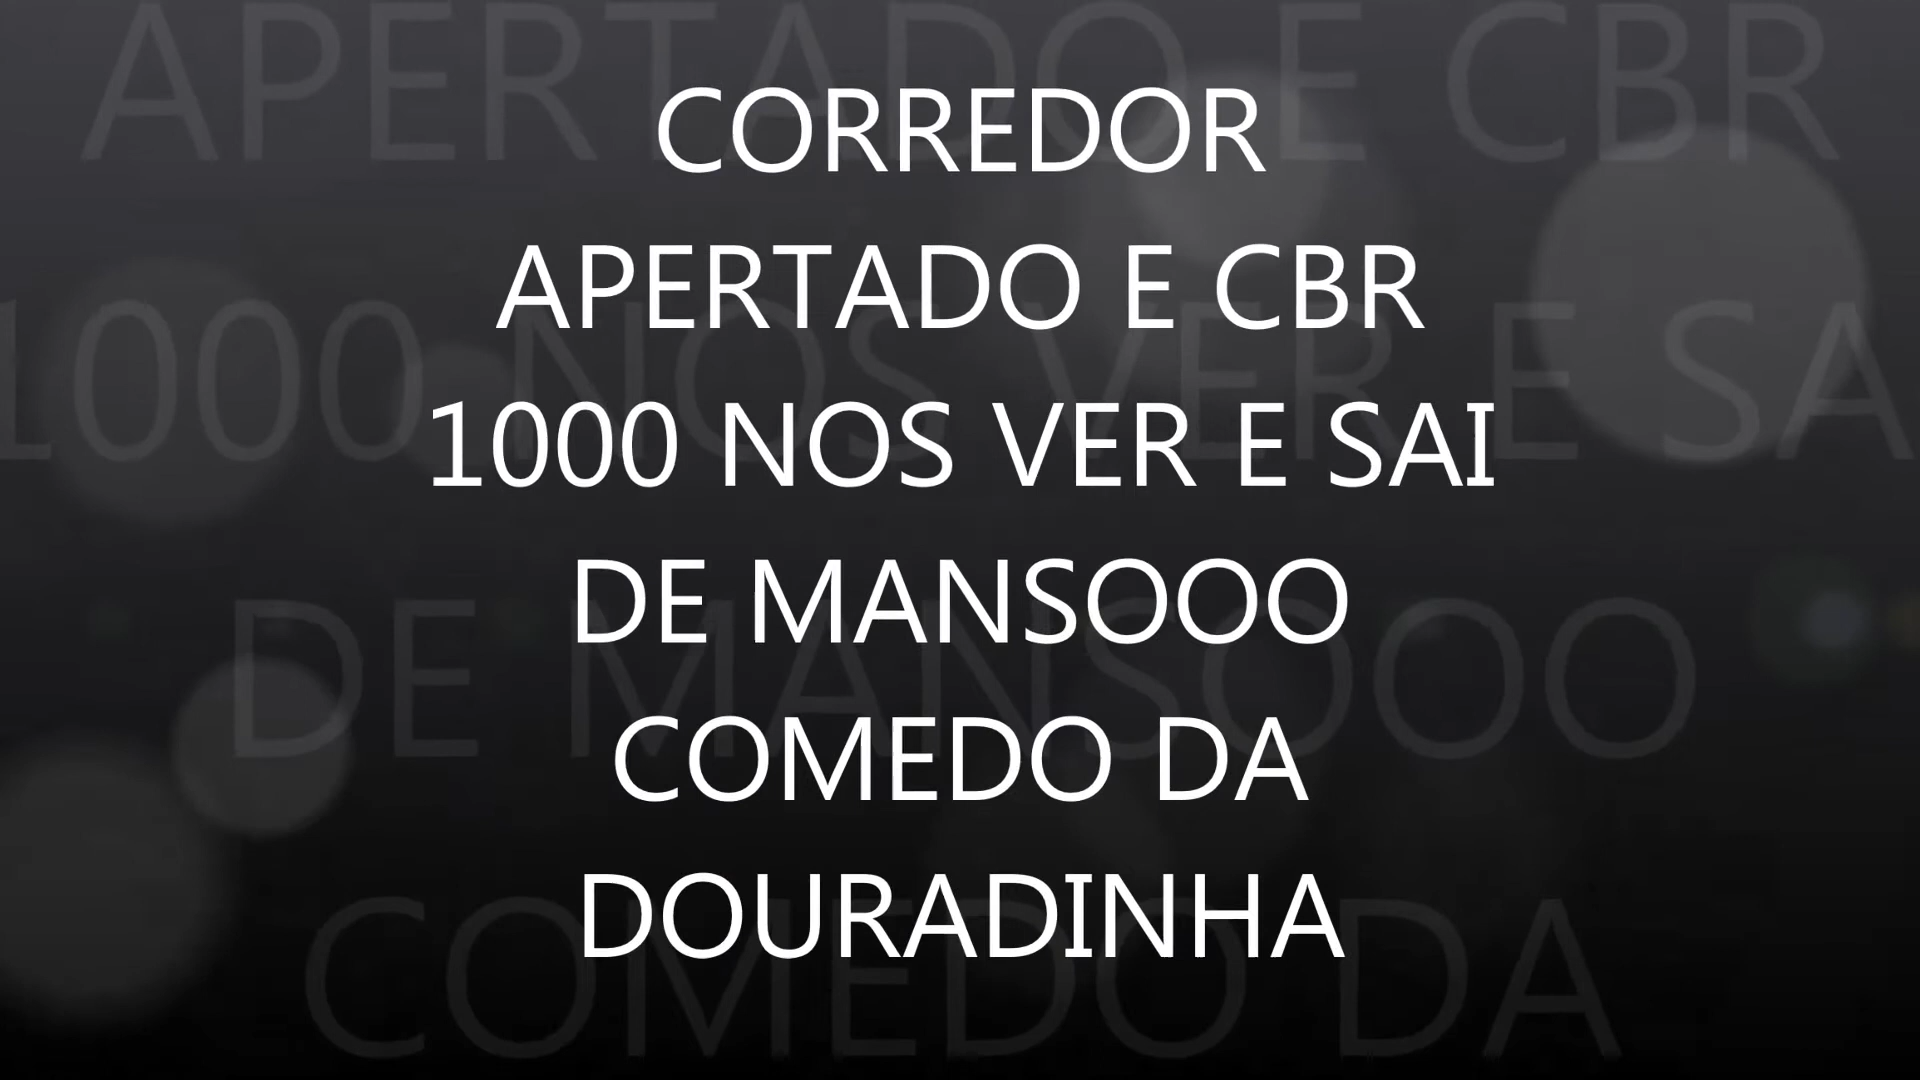 CORREDOR
APERTADO E CBR
1000 NOS VER E SAI
DE MANSOOO
COMEDO DA
DOURADINHA